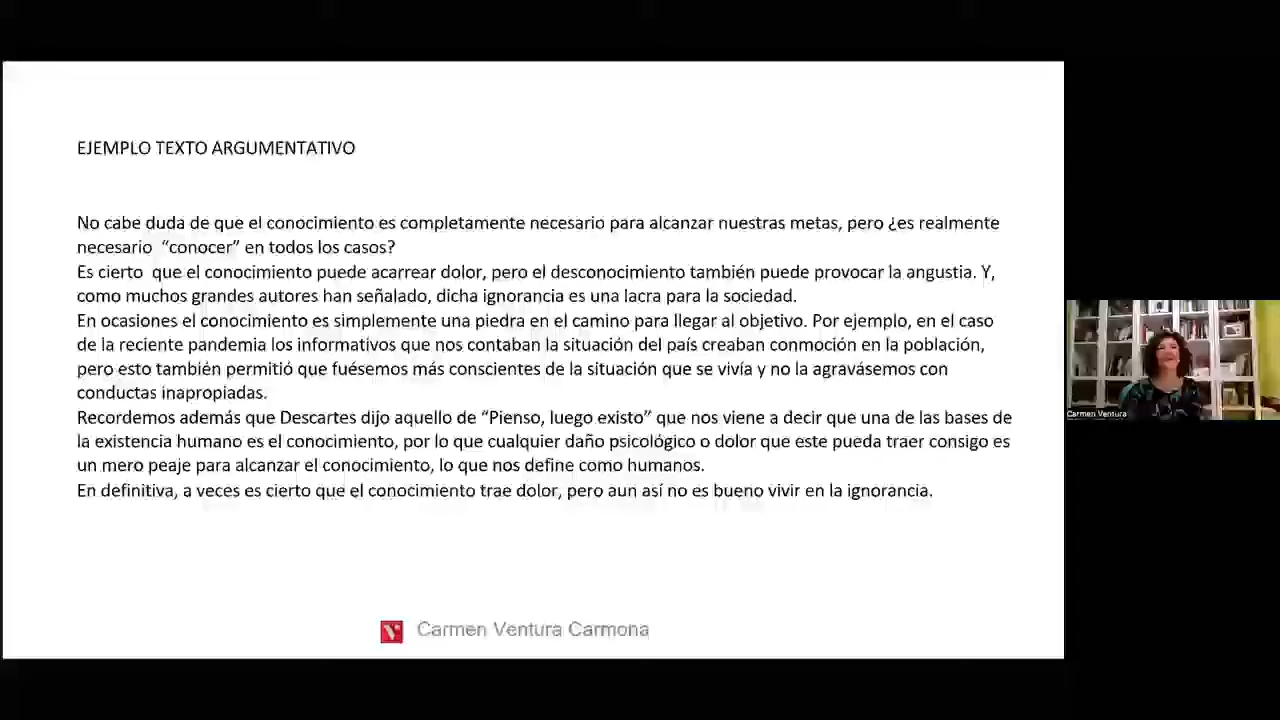 EJEMPLO TEXTO ARGUMENTATIVO
No cabe duda de que el conocimiento es completamente necesario para alcanzar nuestras metas, pero ¿es realmente
necesario “conocer” en todos los casos?
Es cierto que el conocimiento puede acarrear dolor, pero el desconocimiento también puede provocar la angustia. Y,
como muchos grandes autores han señalado, dicha ignorancia es una lacra para la sociedad.
En ocasiones el conocimiento es simplemente una piedra en el camino para llegar al objetivo. Por ejemplo, en el caso
de la reciente pandemia los informativos que nos contaban la situación del país creaban conmoción en la población,
pero esto también permitió que fuésemos más conscientes de la situación que se vivía y no la agravásemos con
conductas inapropiadas.
Recordemos además que Descartes dijo aquello de “Pienso, luego existo” que nos viene a decir que una de las bases de
la existencia humano es el conocimiento, por lo que cualquier daño psicológico o dolor que este pueda traer consigo es
un mero peaje para alcanzar el conocimiento, lo que nos define como humanos.
En definitiva, a veces es cierto que el conocimiento trae dolor, pero aun así no es bueno vivir en la ignorancia.
Carmen Ventura Carmona
Carmen Ventura